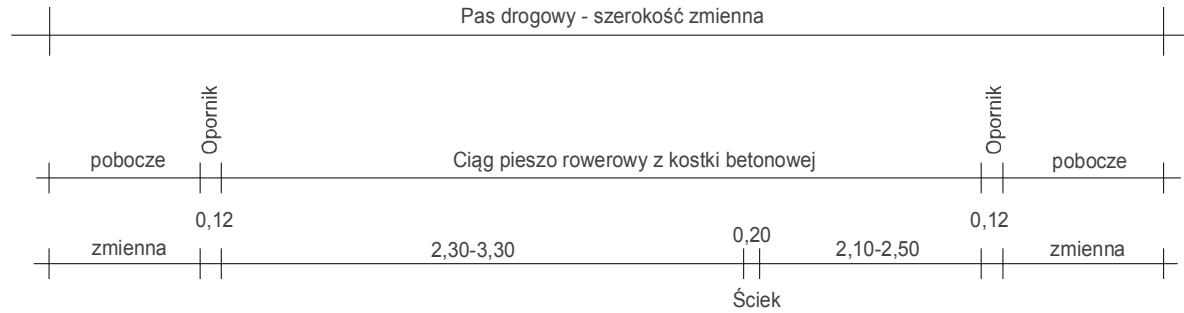 Pas drogowy - szerokość zmienna
Opornik
Opornik
pobocze
Ciąg pieszo rowerowy z kostki betonowej
pobocze
0,12
0,12
zmienna
2,30-3,30
0,20
2,10-2,50
zmienna
Ściek